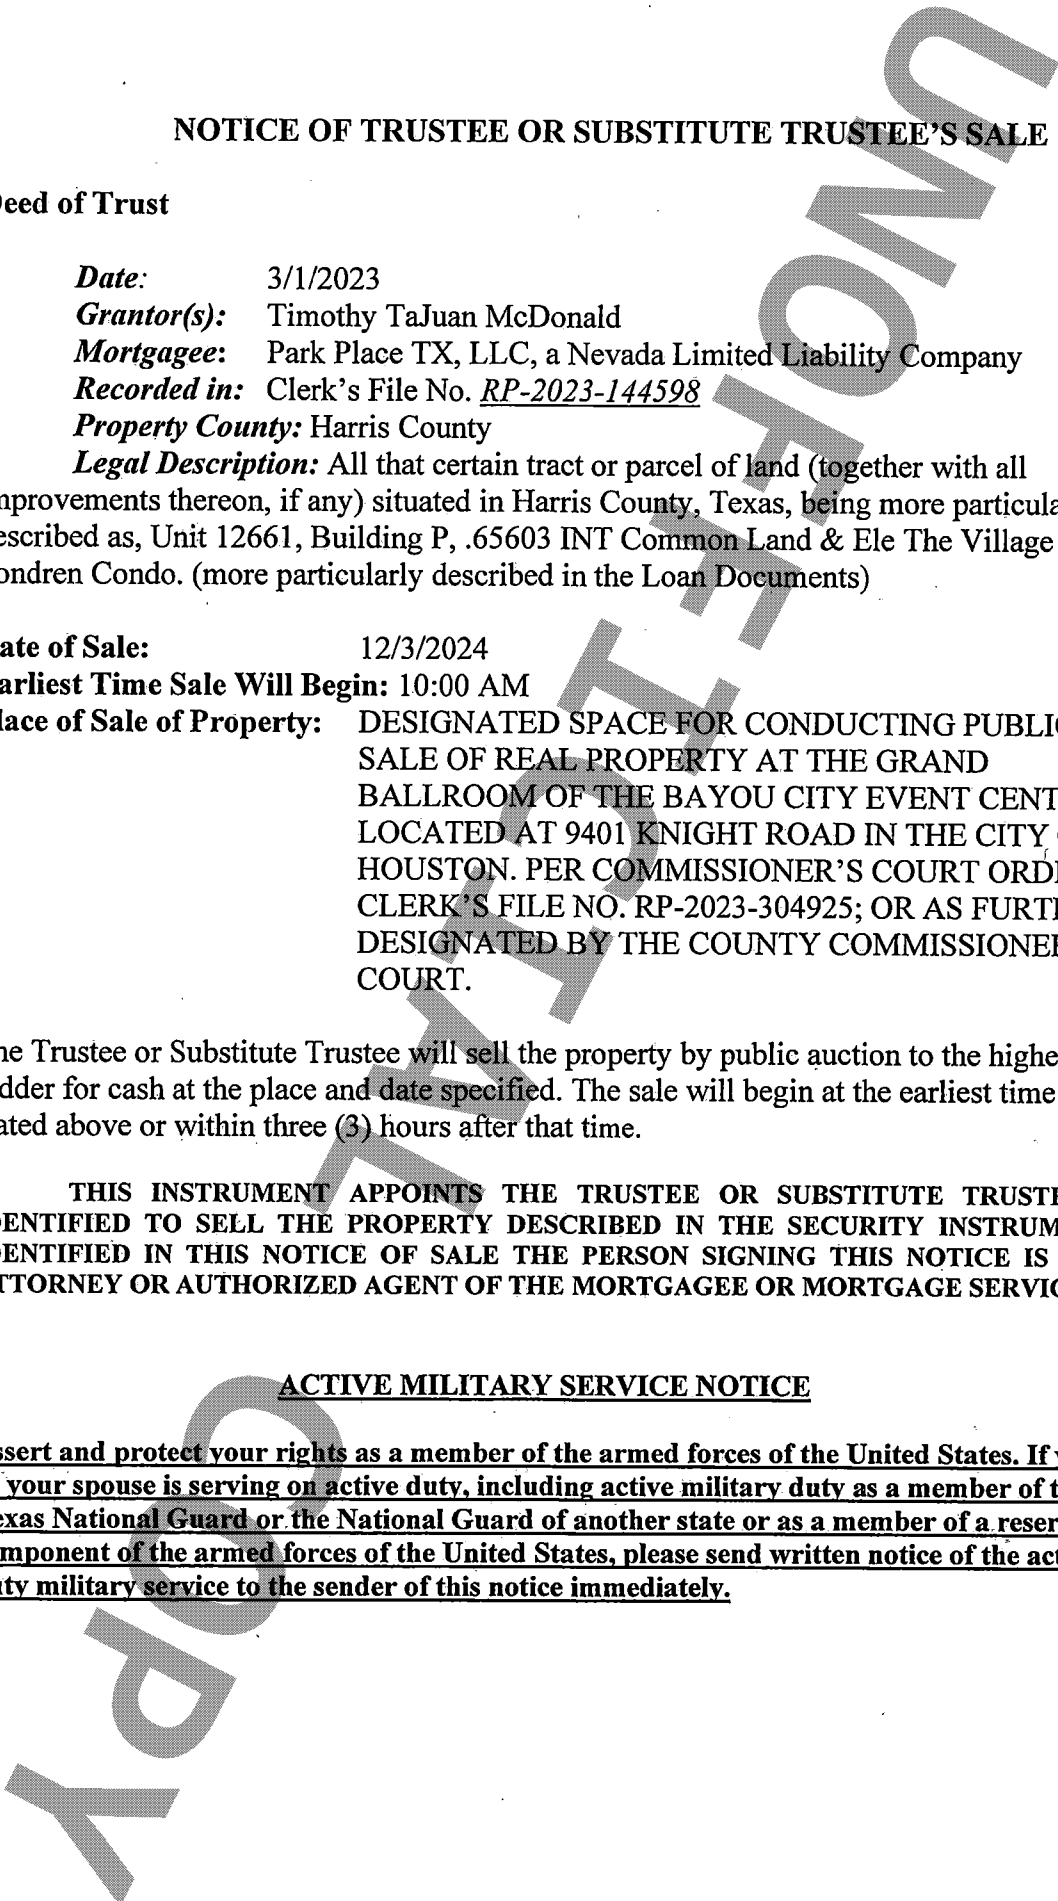 NOTICE OF TRUSTEE OR SUBSTITUTE TRUSTEE'S SALE
eed of Trust
Date: 3/1/2023
Grantor(s): Timothy TaJuan McDonald
Mortgagee: Park Place TX, LLC, a Nevada Limited Liability Company
Recorded in: Clerk's File No. RP-2023-144598
Property County: Harris County
Legal Description: All that certain tract or parcel of land (together with all
mprovements thereon, if any) situated in Harris County, Texas, being more particula
escribed as, Unit 12661, Building P, .65603 INT Common Land & Ele The Village
ondren Condo. (more particularly described in the Loan Documents)
ate of Sale: 12/3/2024
arliest Time Sale Will Begin: 10:00 AM
lace of Sale of Property: DESIGNATED SPACE FOR CONDUCTING PUBLIC
SALE OF REAL PROPERTY AT THE GRAND
BALLROOM OF THE BAYOU CITY EVENT CENT
LOCATED AT 9401 KNIGHT ROAD IN THE CITY
HOUSTON. PER COMMISSIONER'S COURT ORD
CLERK'S FILE NO. RP-2023-304925; OR AS FURT
DESIGNATED BY THE COUNTY COMMISSIONE
COURT.
he Trustee or Substitute Trustee will sell the property by public auction to the highe
idder for cash at the place and date specified. The sale will begin at the earliest time
ated above or within three (3) hours after that time.
THIS INSTRUMENT APPOINTS THE TRUSTEE OR SUBSTITUTE TRUSTE
DENTIFIED TO SELL THE PROPERTY DESCRIBED IN THE SECURITY INSTRUM
DENTIFIED IN THIS NOTICE OF SALE THE PERSON SIGNING THIS NOTICE IS
TTORNEY OR AUTHORIZED AGENT OF THE MORTGAGEE OR MORTGAGE SERVIC
ACTIVE MILITARY SERVICE NOTICE
ssert and protect your rights as a member of the armed forces of the United States. If
your spouse is serving on active duty, including active military duty as a member of t
exas National Guard or the National Guard of another state or as a member of a reser
mponent of the armed forces of the United States, please send written notice of the act
uty military service to the sender of this notice immediately.
UNOFFICIAL COPY